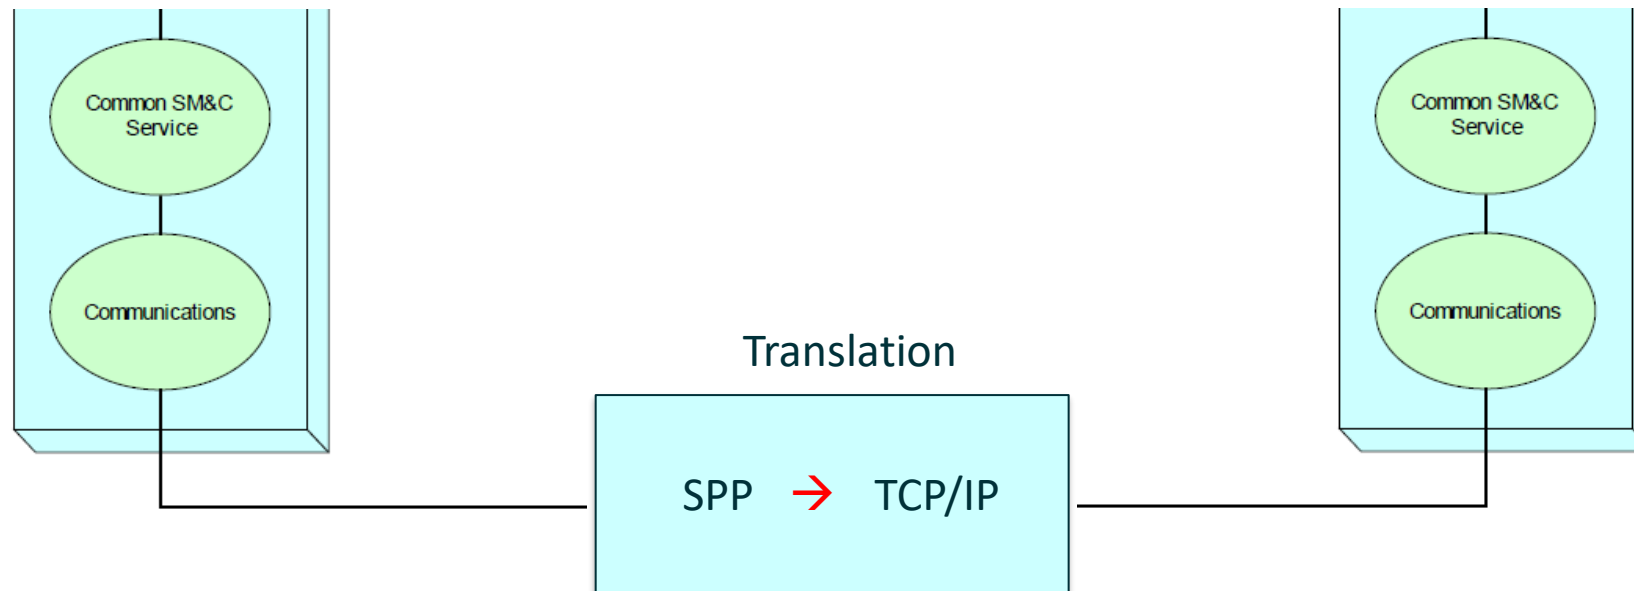 Common SM&C
Service
Communications
Translation
SPP → TCP/IP
Common SM&C
Service
Communications